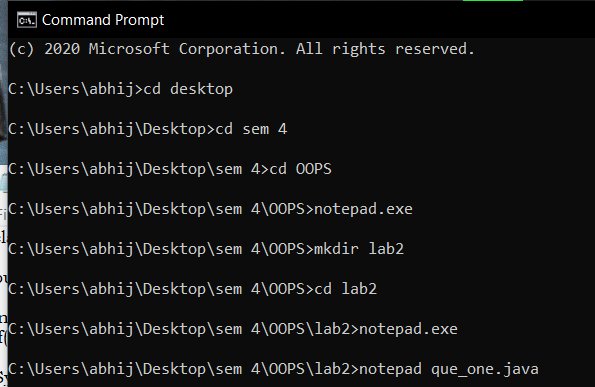 Command Prompt
(c) 2020 Microsoft Corporation. All rights reserved.
C:\Users\abhij>cd desktop
C:\Users\abhij\Desktop>cd sem 4
C:\Users\abhij\Desktop\sem 4>cd OOPS
C:\Users\abhij\Desktop\sem 4\OOPS>notepad.exe
C:\Users\abhij\Desktop\sem 4\OOPS>mkdir lab2
C:\Users\abhij\Desktop\sem 4\OOPS>cd lab2
C:\Users\abhij\Desktop\sem 4\OOPS\lab2>notepad.exe
C:\Users\abhij\Desktop\sem 4\OOPS\lab2>notepad que_one.java